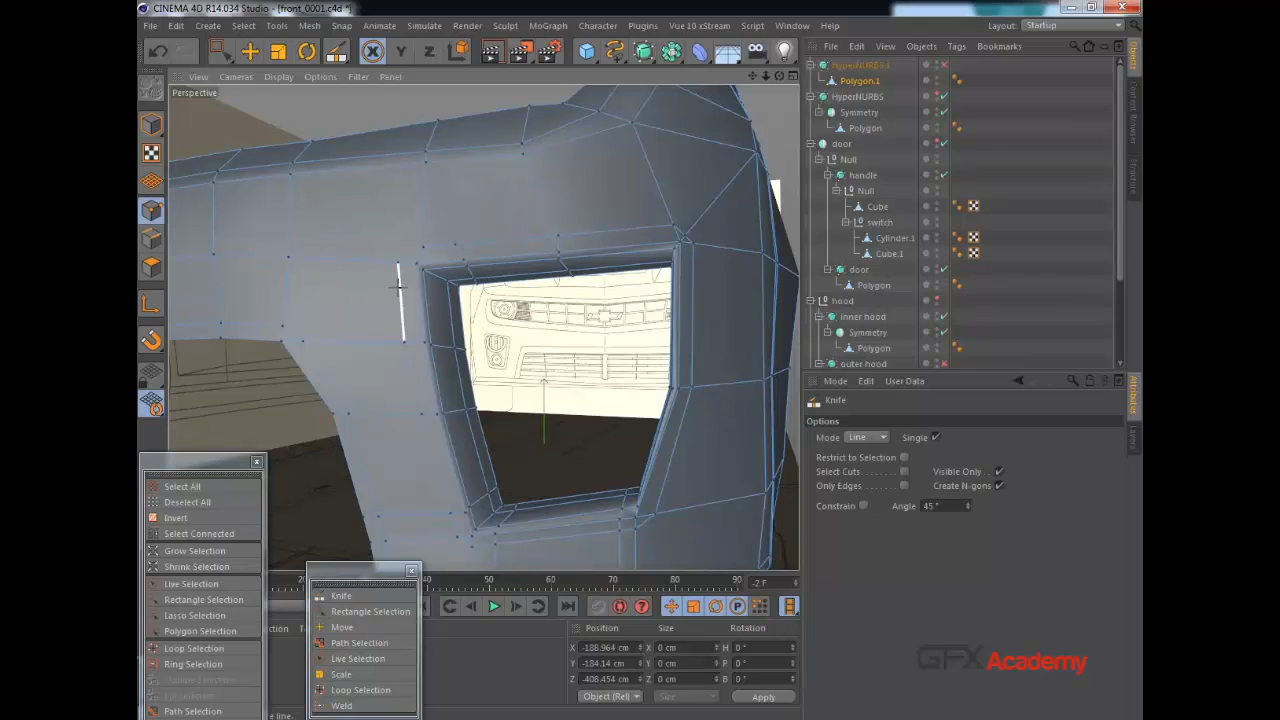 CINEMA 4D R14.034 Studio - [front_0001.c4d *]
File Edit Create Select Tools Mesh Snap Animate Simulate Render Sculpt MoGraph Character Plugins Vue 10 xStream Script Window Help
Layout: Startup
View Cameras Display Options Filter Panel
File Edit View Objects Tags Bookmarks
Perspective
Polygon.1
HyperNURBS
Symmetry
Polygon
door
Null
handle
Null
Cube
switch
Cylinder.1
Cube.1
door
Polygon
hood
inner hood
Symmetry
Polygon
outer hood
Objects
Content Browser
Structure
Mode Edit User Data
Attributes
Layers
Knife
Options
Mode Line Single
Restrict to Selection
Select Cuts Visible Only
Only Edges Create N-gons
Constrain Angle 45 °
Select All
Deselect All
Invert
Select Connected
Grow Selection
Shrink Selection
Live Selection
Rectangle Selection
Lasso Selection
Polygon Selection
Loop Selection
Ring Selection
Path Selection
Knife
Rectangle Selection
Move
Path Selection
Live Selection
Scale
Loop Selection
Weld
40 50 60 70 80 90 -2 F
Position Size Rotation
X -188.964 cm X 0 cm H 0 °
Y -184.14 cm Y 0 cm P 0 °
Z -408.454 cm Z 0 cm B 0 °
Object (Rel) Size Apply
GFX Academy